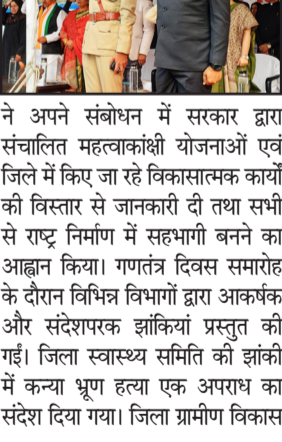 ने अपने संबोधन में सरकार द्वारा
संचालित महत्वाकांक्षी योजनाओं एवं
जिले में किए जा रहे विकासात्मक कार्यों
की विस्तार से जानकारी दी तथा सभी
से राष्ट्र निर्माण में सहभागी बनने का
आह्वान किया। गणतंत्र दिवस समारोह
के दौरान विभिन्न विभागों द्वारा आकर्षक
और संदेशपरक झांकियां प्रस्तुत की
गईं। जिला स्वास्थ्य समिति की झांकी
में कन्या भ्रूण हत्या एक अपराध का
संदेश दिया गया। जिला ग्रामीण विकास